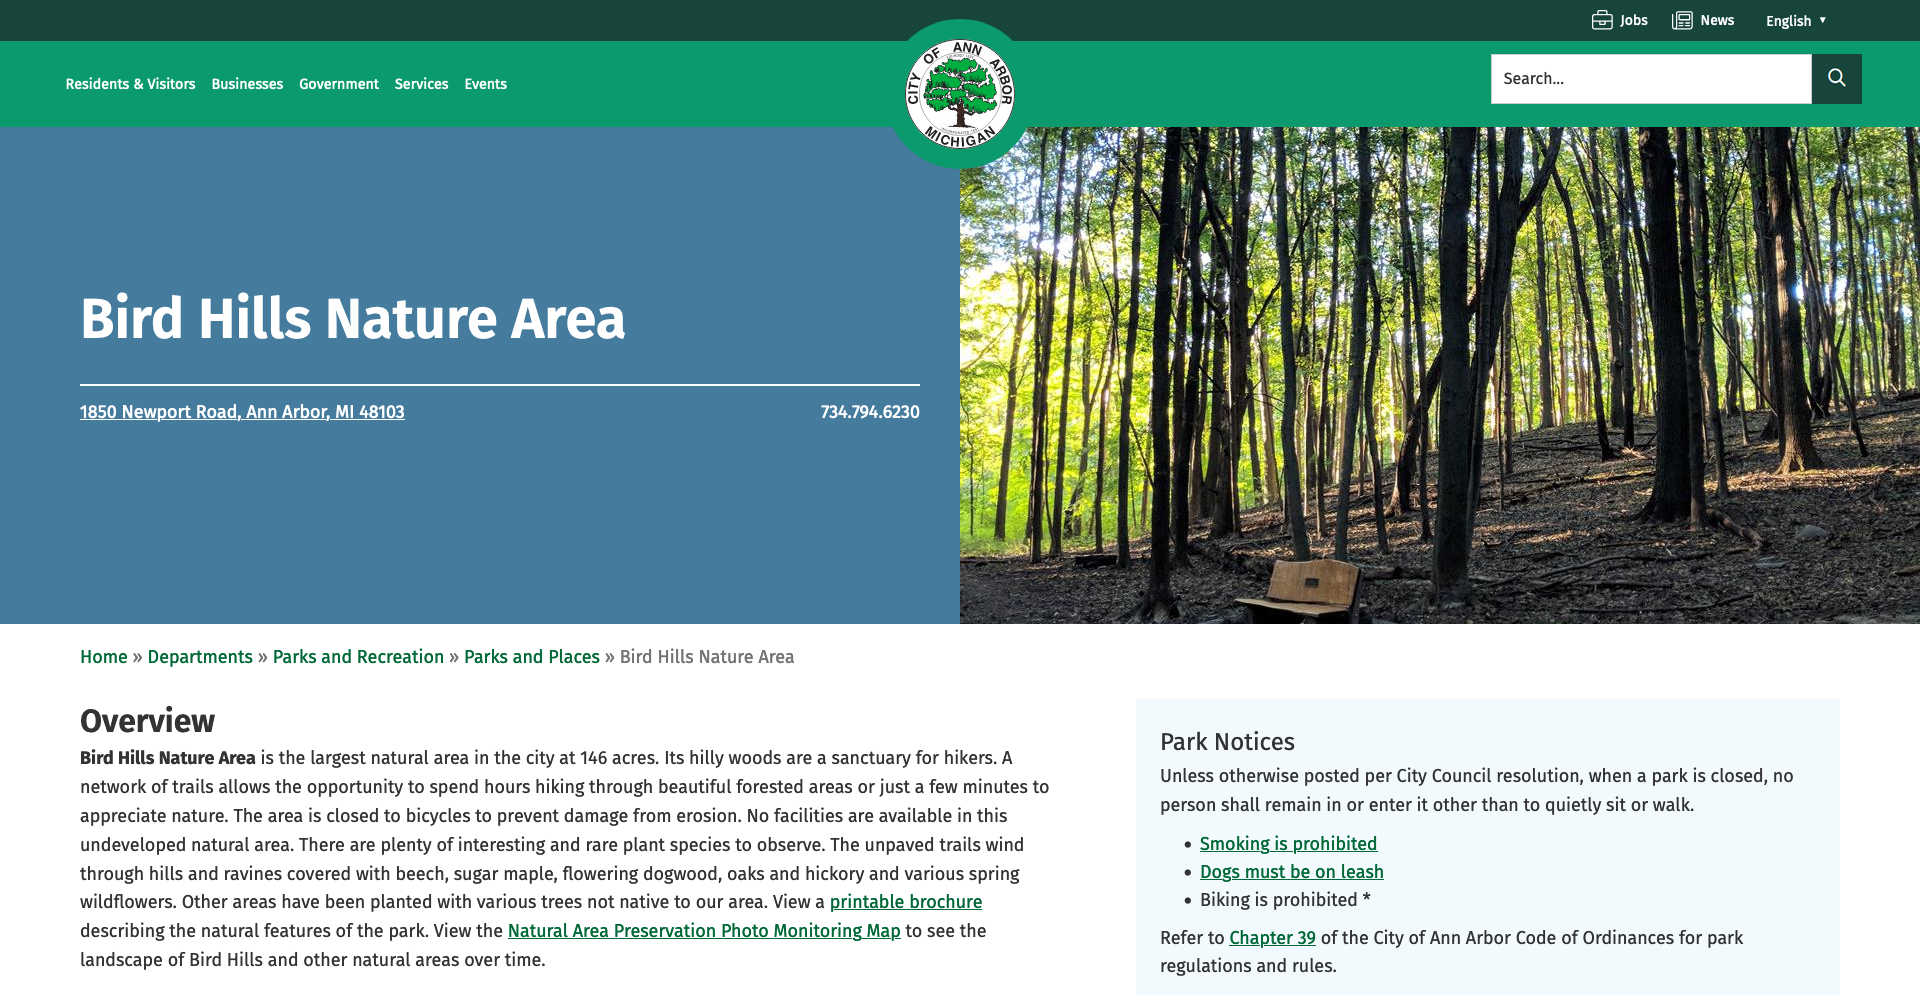 Jobs
News
English ▼
Residents & Visitors
Businesses
Government
Services
Events
CITY OF ANN ARBOR
MICHIGAN
Search...
Bird Hills Nature Area
1850 Newport Road, Ann Arbor, MI 48103
734.794.6230
Home » Departments » Parks and Recreation » Parks and Places » Bird Hills Nature Area
Overview
Bird Hills Nature Area is the largest natural area in the city at 146 acres. Its hilly woods are a sanctuary for hikers. A
network of trails allows the opportunity to spend hours hiking through beautiful forested areas or just a few minutes to
appreciate nature. The area is closed to bicycles to prevent damage from erosion. No facilities are available in this
undeveloped natural area. There are plenty of interesting and rare plant species to observe. The unpaved trails wind
through hills and ravines covered with beech, sugar maple, flowering dogwood, oaks and hickory and various spring
wildflowers. Other areas have been planted with various trees not native to our area. View a printable brochure
describing the natural features of the park. View the Natural Area Preservation Photo Monitoring Map to see the
landscape of Bird Hills and other natural areas over time.
Park Notices
Unless otherwise posted per City Council resolution, when a park is closed, no
person shall remain in or enter it other than to quietly sit or walk.
• Smoking is prohibited
• Dogs must be on leash
• Biking is prohibited *
Refer to Chapter 39 of the City of Ann Arbor Code of Ordinances for park
regulations and rules.